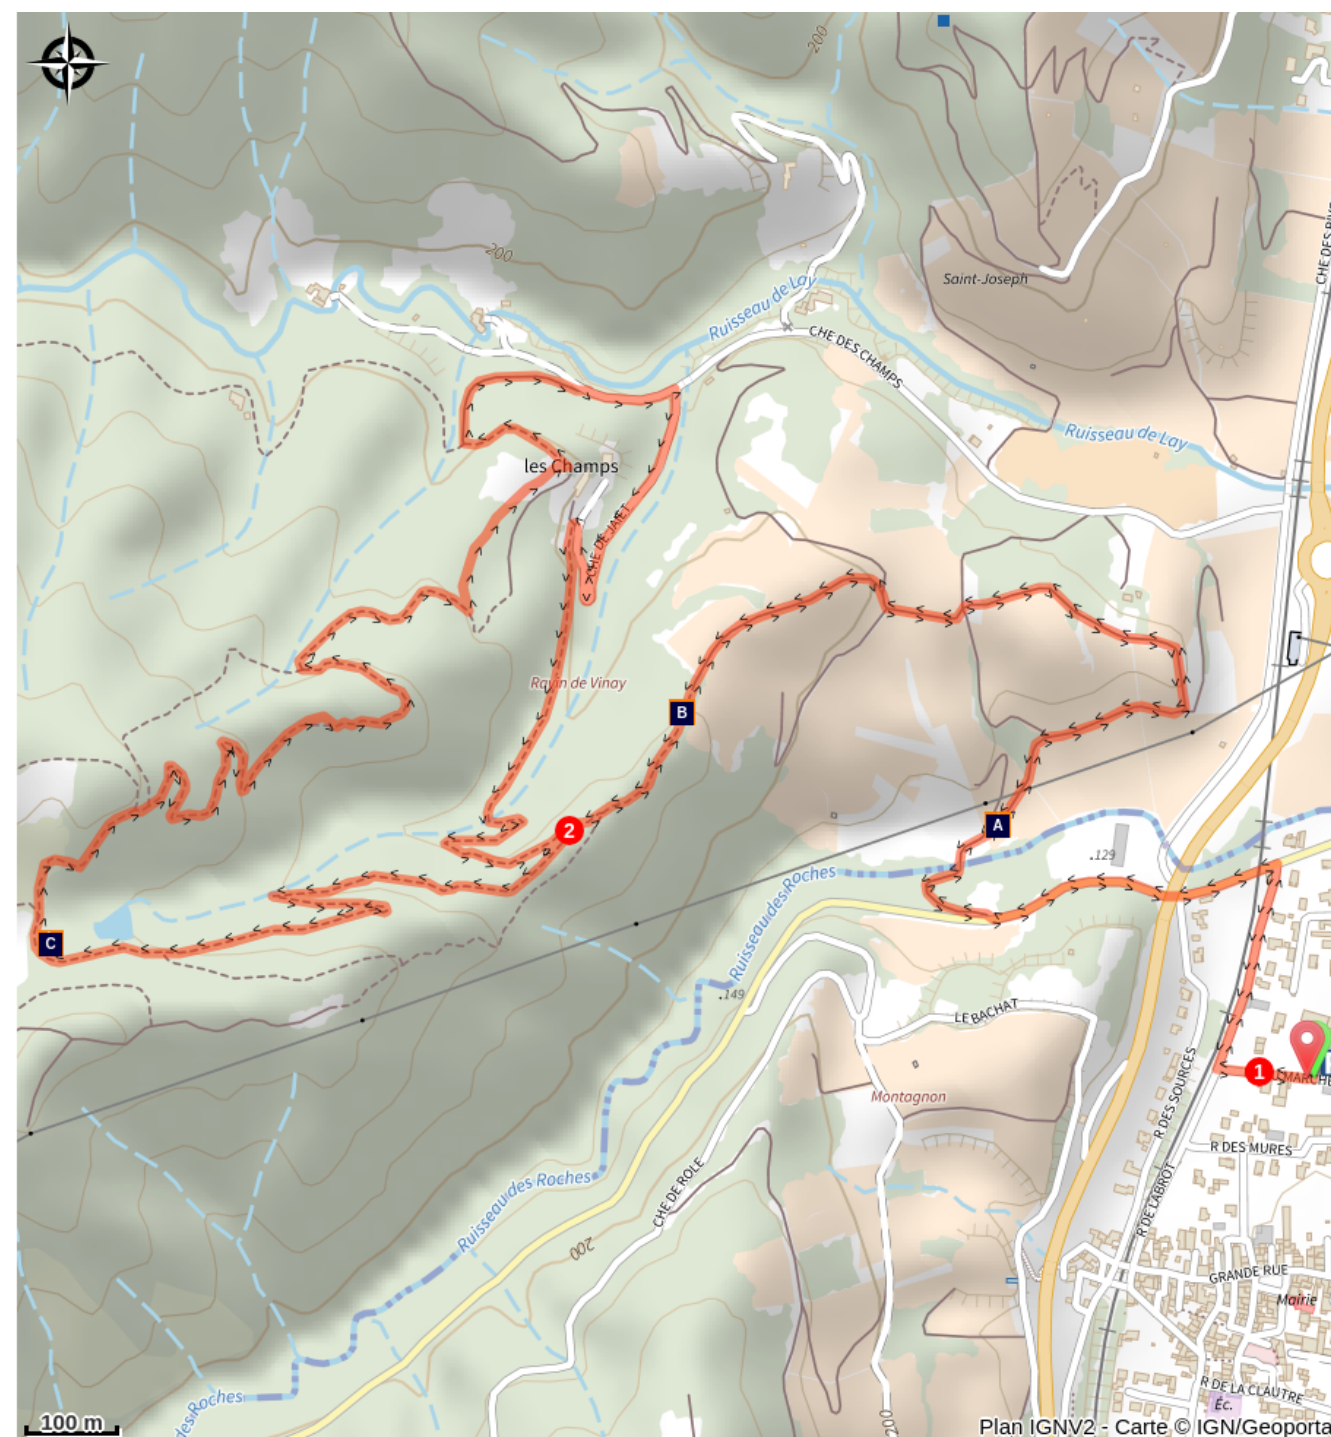 200
200
Saint-Joseph
Ruisseau de Lay
CHE DES CHAMPS
Ruisseau de Lay
les Champs
CHE DE JAIET
Ravin de Vinay
B
2
A
.129
Ruisseau des Roches
C
.149
LE BACHAT
1
Montagnon
R DES SOURCES
R DES MURES
CHE DE ROLE
R DE LABROT
Ruisseau des Roches
200
GRANDE RUE
Mairie
R DE LA CLAUTRE
Éc.
des Roches
200
100 m
Plan IGNV2 - Carte © IGN/Geoporta